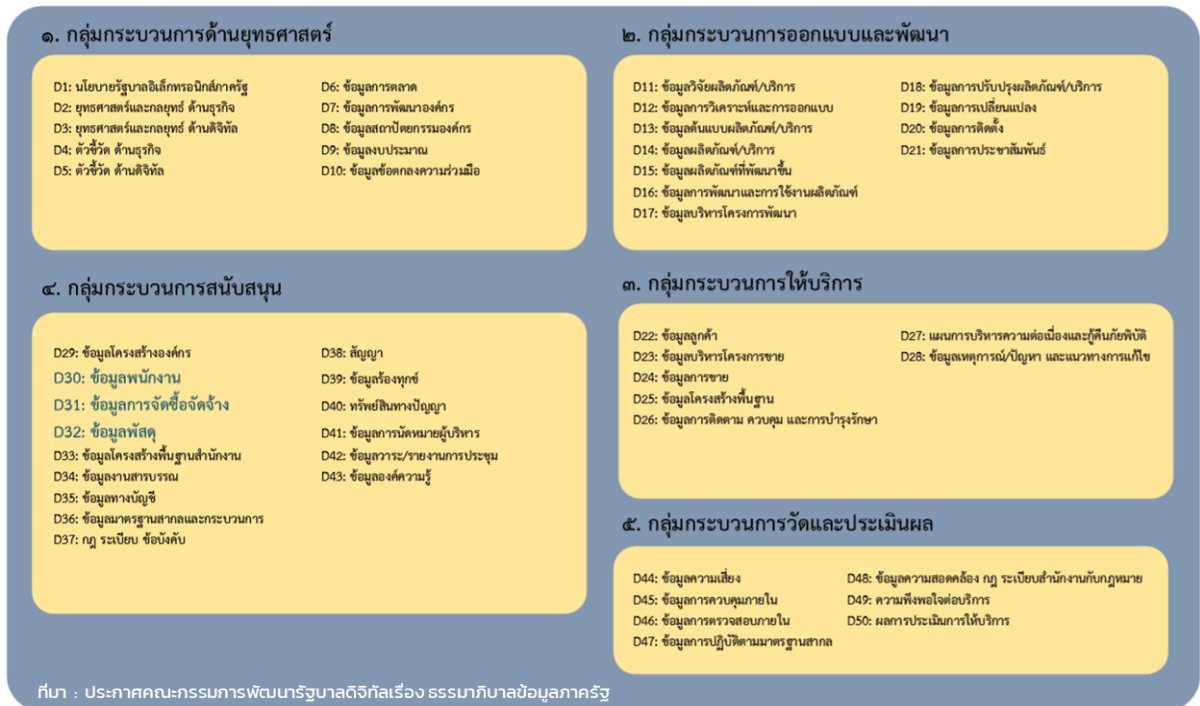 ๑. กลุ่มกระบวนการด้านยุทธศาสตร์
D1: นโยบายรัฐบาลอิเล็กทรอนิกส์ภาครัฐ
D2: ยุทธศาสตร์และกลยุทธ์ ด้านธุรกิจ
D3: ยุทธศาสตร์และกลยุทธ์ ด้านดิจิทัล
D4: ตัวชี้วัด ด้านธุรกิจ
D5: ตัวชี้วัด ด้านดิจิทัล
D6: ข้อมูลการตลาด
D7: ข้อมูลการพัฒนาองค์กร
D8: ข้อมูลสถาปัตยกรรมองค์กร
D9: ข้อมูลงบประมาณ
D10: ข้อมูลข้อตกลงความร่วมมือ
๒. กลุ่มกระบวนการออกแบบและพัฒนา
D11: ข้อมูลวิจัยผลิตภัณฑ์/บริการ
D12: ข้อมูลการวิเคราะห์และการออกแบบ
D13: ข้อมูลต้นแบบผลิตภัณฑ์/บริการ
D14: ข้อมูลผลิตภัณฑ์/บริการ
D15: ข้อมูลผลิตภัณฑ์ที่พัฒนาขึ้น
D16: ข้อมูลการพัฒนาและการใช้งานผลิตภัณฑ์
D17: ข้อมูลบริหารโครงการพัฒนา
D18: ข้อมูลการปรับปรุงผลิตภัณฑ์/บริการ
D19: ข้อมูลการเปลี่ยนแปลง
D20: ข้อมูลการติดตั้ง
D21: ข้อมูลการประชาสัมพันธ์
๔. กลุ่มกระบวนการสนับสนุน
D29: ข้อมูลโครงสร้างองค์กร
D30: ข้อมูลพนักงาน
D31: ข้อมูลการจัดซื้อจัดจ้าง
D32: ข้อมูลพัสดุ
D33: ข้อมูลโครงสร้างพื้นฐานสำนักงาน
D34: ข้อมูลงานสารบรรณ
D35: ข้อมูลทางบัญชี
D36: ข้อมูลมาตรฐานสากลและกระบวนการ
D37: กฎ ระเบียบ ข้อบังคับ
D38: สัญญา
D39: ข้อมูลร้องทุกข์
D40: ทรัพย์สินทางปัญญา
D41: ข้อมูลการนัดหมายผู้บริหาร
D42: ข้อมูลวาระ/รายงานการประชุม
D43: ข้อมูลองค์ความรู้
๓. กลุ่มกระบวนการให้บริการ
D22: ข้อมูลลูกค้า
D23: ข้อมูลบริหารโครงการขาย
D24: ข้อมูลการขาย
D25: ข้อมูลโครงสร้างพื้นฐาน
D26: ข้อมูลการติดตาม ควบคุม และการบำรุงรักษา
D27: แผนการบริหารความต่อเนื่องและกู้คืนภัยพิบัติ
D28: ข้อมูลเหตุการณ์/ปัญหา และแนวทางการแก้ไข
๕. กลุ่มกระบวนการวัดและประเมินผล
D44: ข้อมูลความเสี่ยง
D45: ข้อมูลการควบคุมภายใน
D46: ข้อมูลการตรวจสอบภายใน
D47: ข้อมูลการปฏิบัติตามมาตรฐานสากล
D48: ข้อมูลความสอดคล้อง กฎ ระเบียบสำนักงานกับกฎหมาย
D49: ความพึงพอใจต่อบริการ
D50: ผลการประเมินการให้บริการ
ที่มา : ประกาศคณะกรรมการพัฒนารัฐบาลดิจิทัลเรื่อง ธรรมาภิบาลข้อมูลภาครัฐ